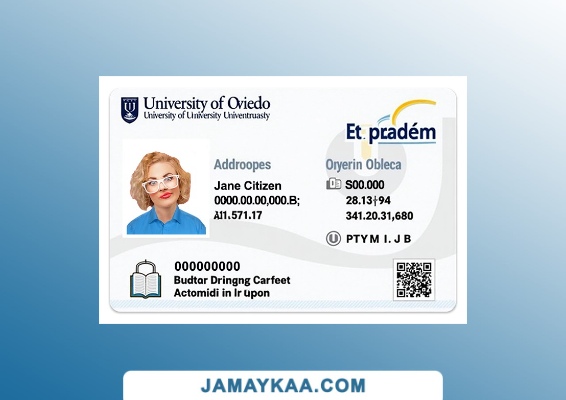 University of Oviedo
University of University Univentruasty
Et pradém
Addroopes
Oryerin Obleca
Jane Citizen
S00.000
0000.00.00,000.B;
28.13|94
A11.571.17
341.20.31,680
PTYM I. J B
000000000
Budtar Dringng Carfeet
Actomidi in Ir upon
JAMAYKAA.COM